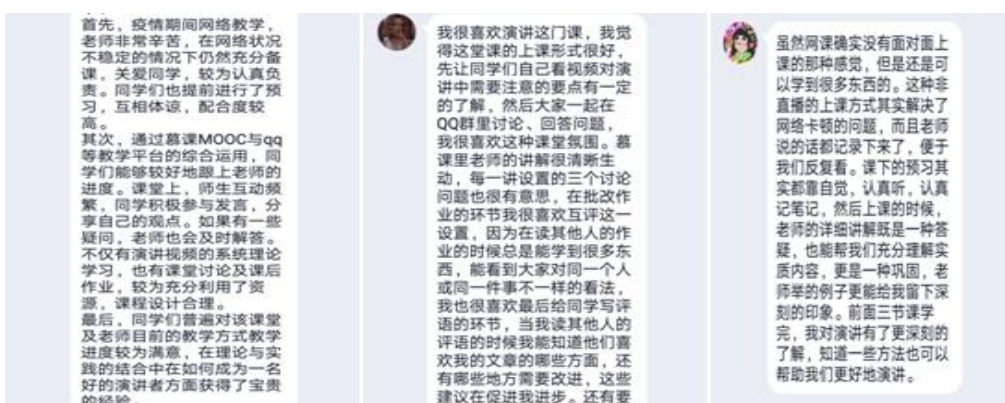 首先，疫情期间网络教学，
老师非常辛苦，在网络状况
不稳定的情况下仍然充分备
课，关爱同学，较为认真负
责。同学们也提前进行了预
习，互相体谅，配合度较
高。
其次，通过慕课MOOC与qq
等教学平台的综合运用，同
学们能够较好地跟上老师的
进度。课堂上，师生互动频
繁，同学积极参与发言，分
享自己的观点。如果有一些
疑问，老师也会及时解答。
不仅有演讲视频的系统理论
学习，也有课堂讨论及课后
作业，较为充分利用了资
源，课程设计合理。
最后，同学们普遍对该课堂
及老师目前的教学方式教学
进度较为满意，在理论与实
践的结合中在如何成为一名
好的演讲者方面获得了宝贵
的经验。
我很喜欢演讲这门课，我觉
得这堂课的上课形式很好，
先让同学们自己看视频对演
讲中需要注意的要点有一定
的了解，然后大家一起在
QQ群里讨论、回答问题，
我很喜欢这种课堂氛围。慕
课里老师的讲解很清晰生
动，每一讲设置的三个讨论
问题也很有意思，在批改作
业的环节我很喜欢互评这一
设置，因为在读其他人的作
业的时候总是能学到很多东
西，能看到大家对同一个人
或同一件事不一样的看法，
我也很喜欢最后给同学写评
语的环节，当我读其他人的
评语的时候我能知道他们喜
欢我的文章的哪些方面，还
有哪些地方需要改进，这些
建议在促进我进步。还有要
虽然网课确实没有面对面上
课的那种感觉，但是还是可
以学到很多东西的。这种非
直播的上课方式其实解决了
网络卡顿的问题，而且老师
说的话都记录下来了，便于
我们反复看。课下的预习其
实都靠自觉，认真听，认真
记笔记，然后上课的时候，
老师的详细讲解既是一种答
疑，也能帮我们充分理解实
质内容，更是一种巩固，老
师举的例子更能给我留下深
刻的印象。前面三节课学
完，我对演讲有了更深刻的
了解，知道一些方法也可以
帮助我们更好地演讲。